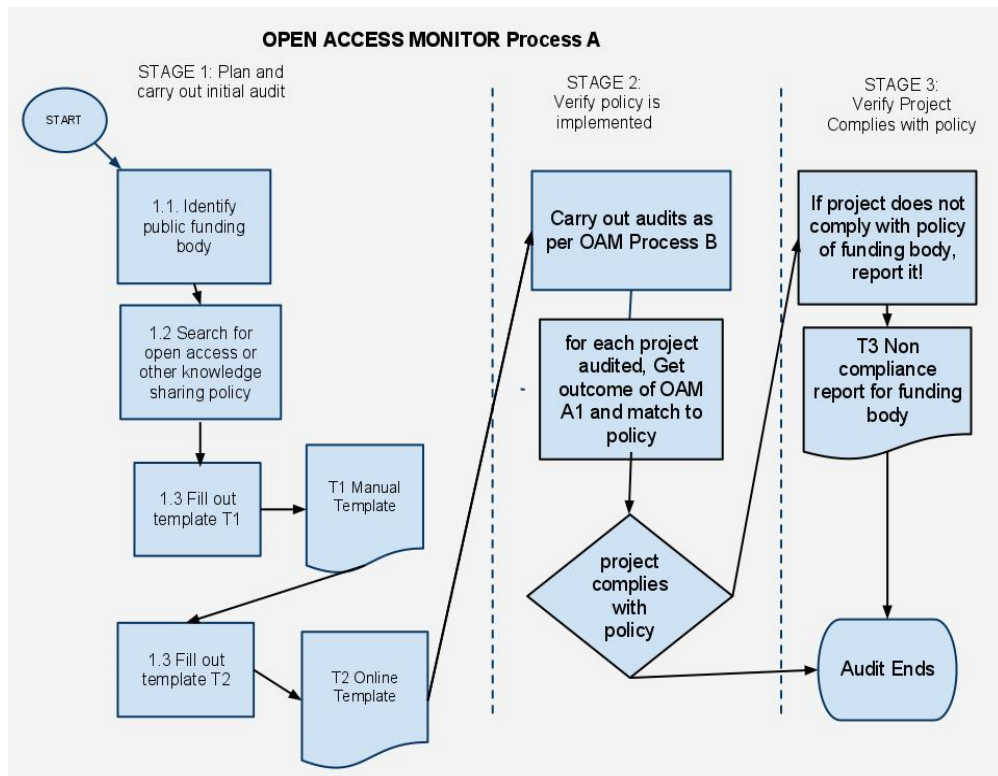 OPEN ACCESS MONITOR Process A
STAGE 1: Plan and
carry out initial audit
START
1.1. Identify
public funding
body
1.2 Search for
open access or
other knowledge
sharing policy
1.3 Fill out
template T1
T1 Manual
Template
1.3 Fill out
template T2
T2 Online
Template
STAGE 2:
Verify policy is
implemented
Carry out audits as
per OAM Process B
for each project
audited, Get
outcome of OAM
A1 and match to
policy
project
complies
with
policy
STAGE 3:
Verify Project
Complies with policy
If project does not
comply with policy
of funding body,
report it!
T3 Non
compliance
report for funding
body
Audit Ends